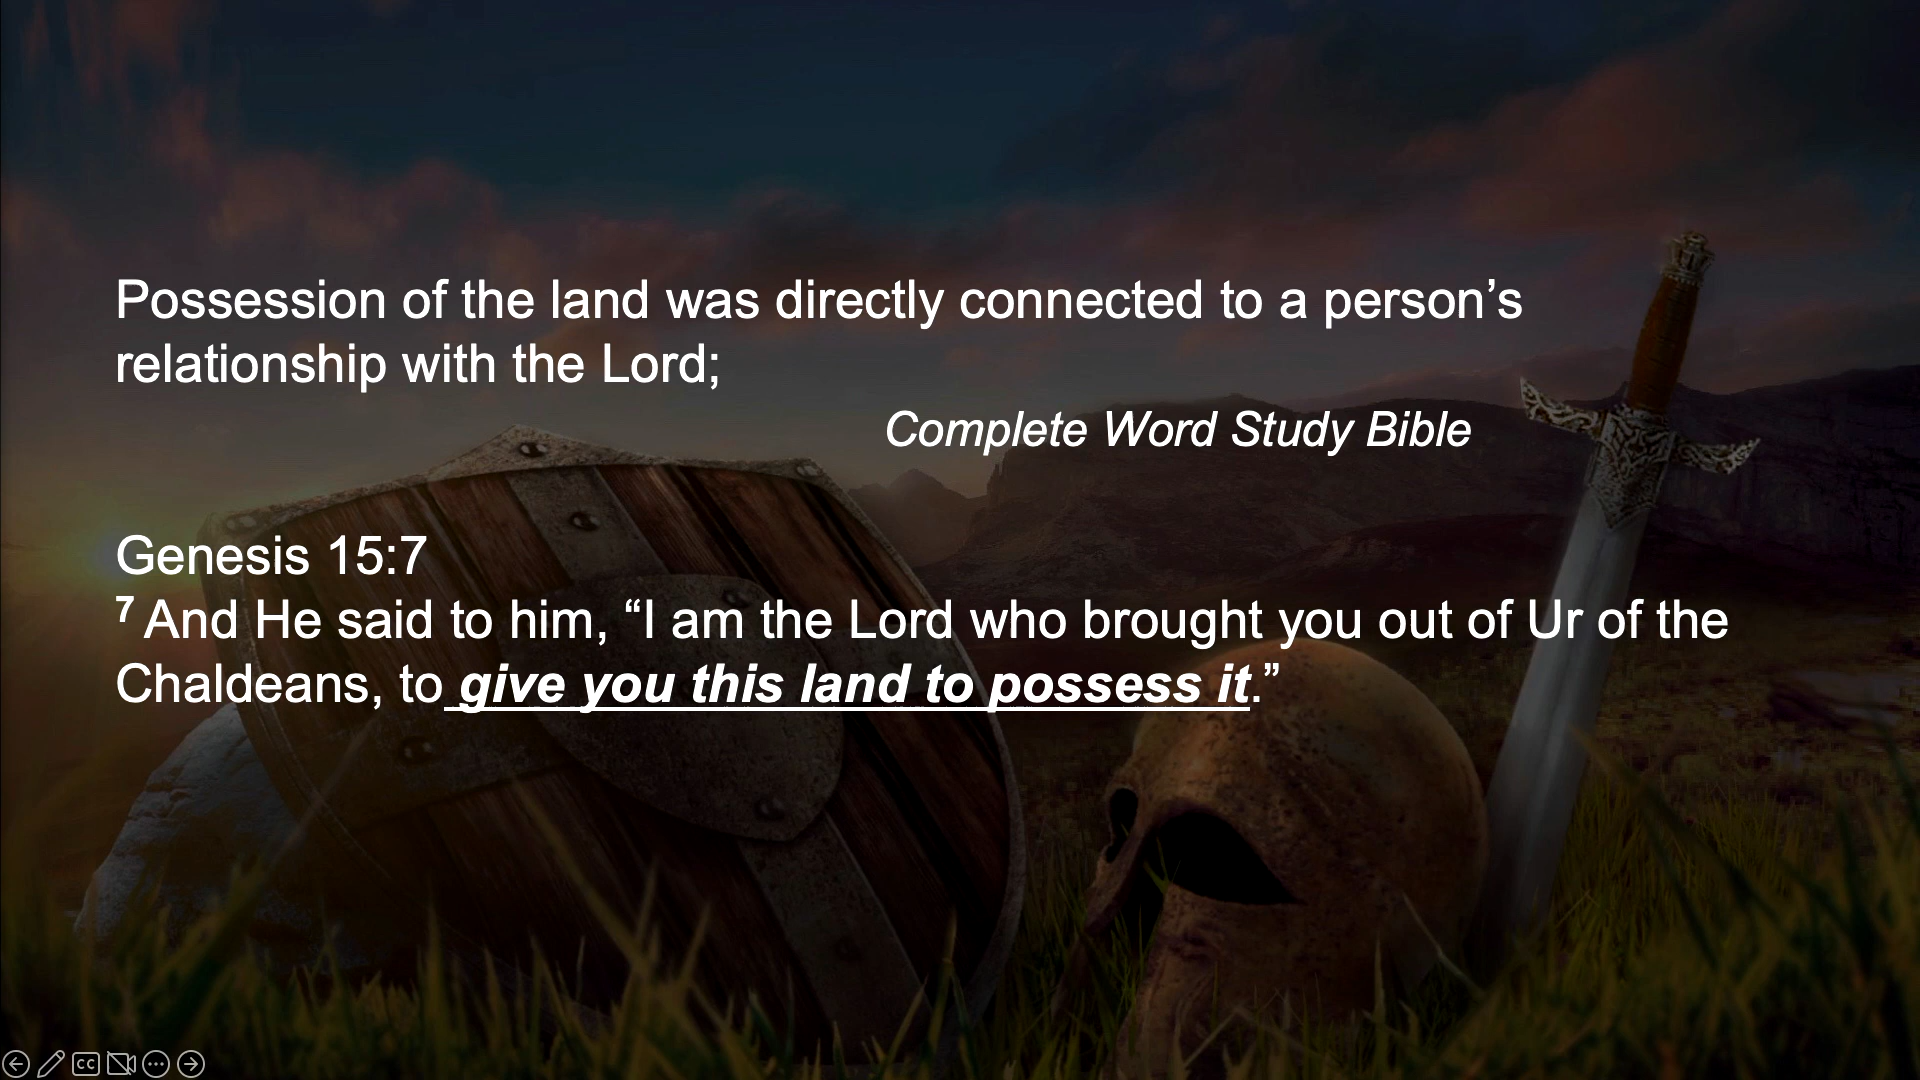 Possession of the land was directly connected to a person’s
relationship with the Lord;
Complete Word Study Bible
Genesis 15:7
7 And He said to him, “I am the Lord who brought you out of Ur of the
Chaldeans, to give you this land to possess it.”
CC